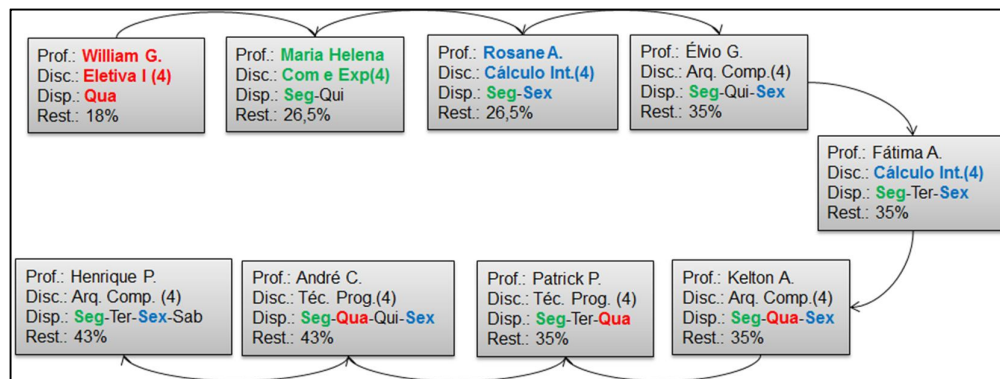 Prof.: William G.
Disc.: Eletiva I (4)
Disp.: Qua
Rest.: 18%
Prof.: Maria Helena
Disc.: Com e Exp(4)
Disp.: Seg-Qui
Rest.: 26,5%
Prof.: Rosane A.
Disc.: Cálculo Int.(4)
Disp.: Seg-Sex
Rest.: 26,5%
Prof.: Élvio G.
Disc.: Arq. Comp.(4)
Disp.: Seg-Qui-Sex
Rest.: 35%
Prof.: Fátima A.
Disc.: Cálculo Int.(4)
Disp.: Seg-Ter-Sex
Rest.: 35%
Prof.: Kelton A.
Disc.: Arq. Comp.(4)
Disp.: Seg-Qua-Sex
Rest.: 35%
Prof.: Patrick P.
Disc.: Téc. Prog. (4)
Disp.: Seg-Ter-Qua
Rest.: 35%
Prof.: André C.
Disc.: Téc. Prog.(4)
Disp.: Seg-Qua-Qui-Sex
Rest.: 43%
Prof.: Henrique P.
Disc.: Arq. Comp. (4)
Disp.: Seg-Ter-Sex-Sab
Rest.: 43%